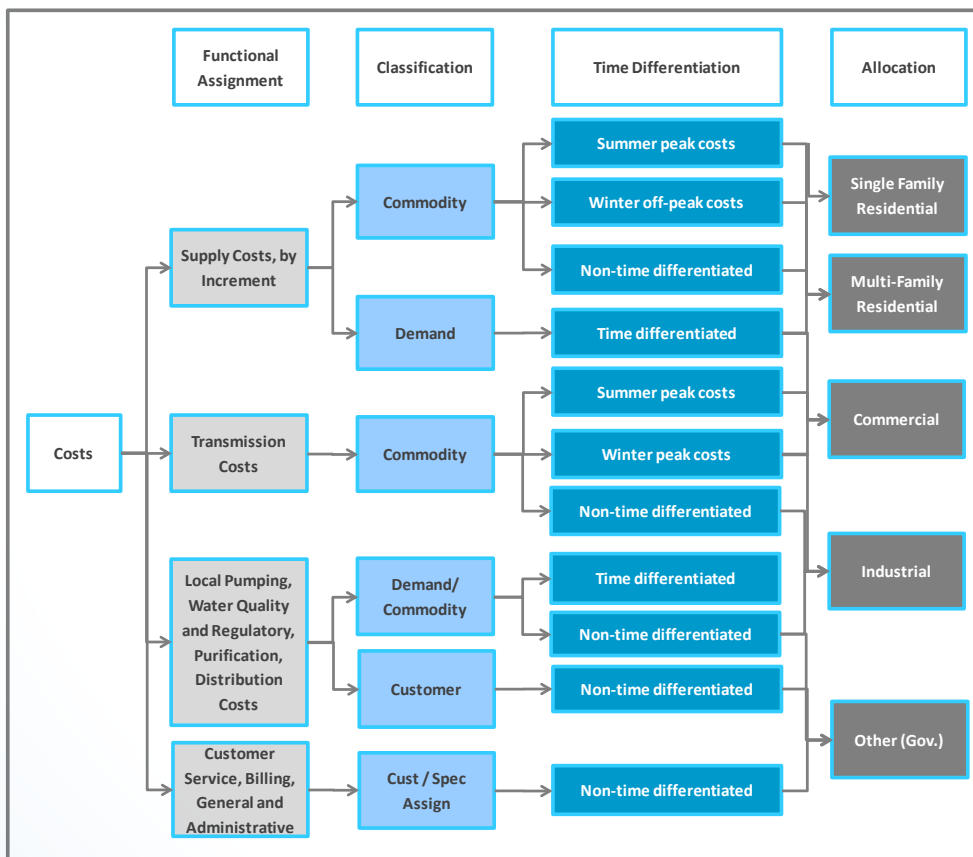 Functional
Assignment
Classification
Time Differentiation
Allocation
Costs
Supply Costs, by
Increment
Transmission
Costs
Local Pumping,
Water Quality
and Regulatory,
Purification,
Distribution
Costs
Customer
Service, Billing,
General and
Administrative
Commodity
Demand
Commodity
Demand/
Commodity
Customer
Cust / Spec
Assign
Summer peak costs
Winter off-peak costs
Non-time differentiated
Time differentiated
Summer peak costs
Winter peak costs
Non-time differentiated
Time differentiated
Non-time differentiated
Non-time differentiated
Non-time differentiated
Single Family
Residential
Multi-Family
Residential
Commercial
Industrial
Other (Gov.)